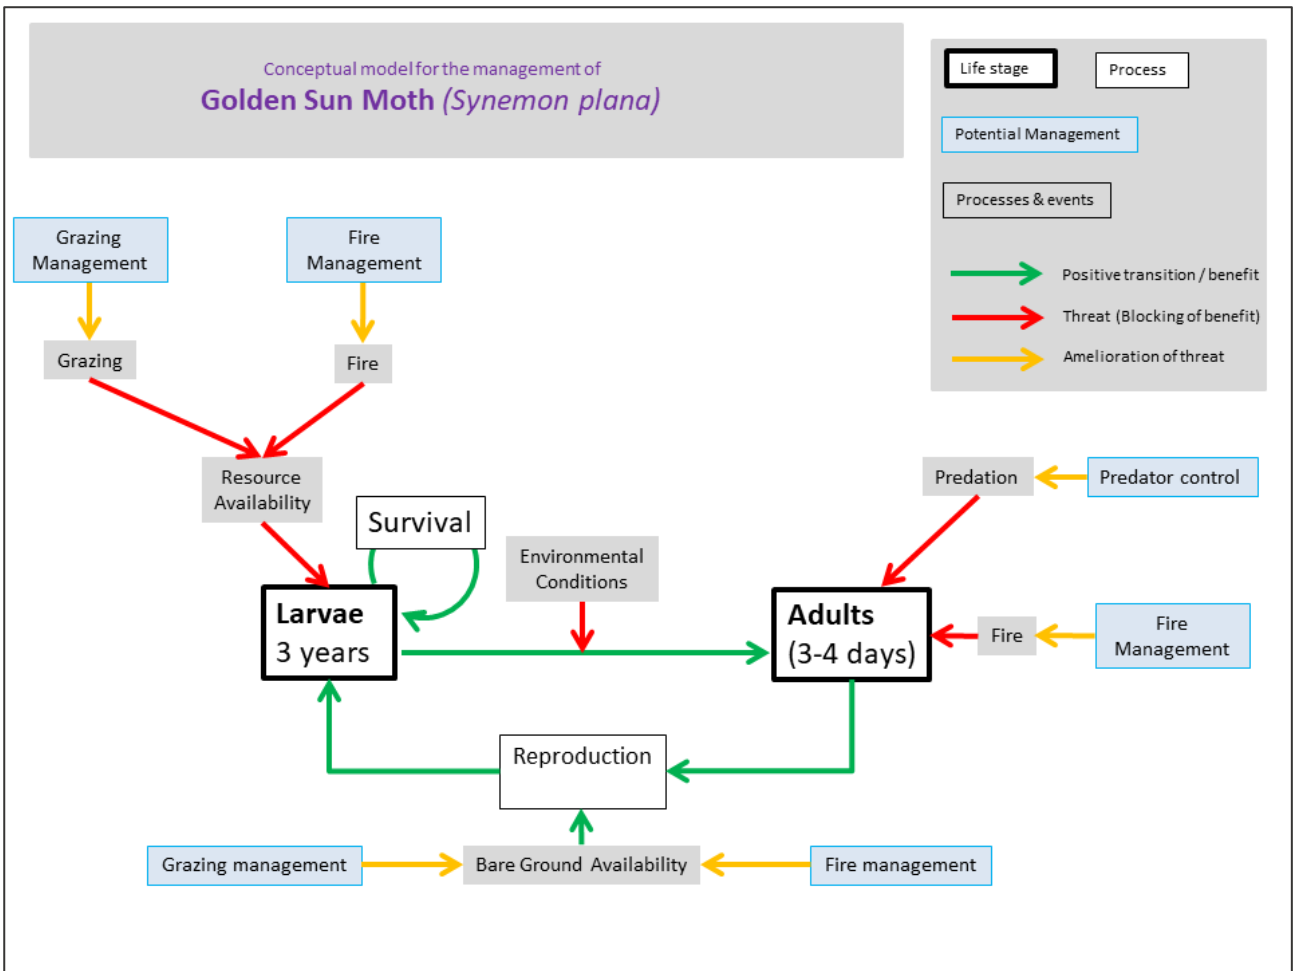 Conceptual model for the management of
Golden Sun Moth (Synemon plana)
Life stage
Process
Potential Management
Processes & events
Positive transition / benefit
Threat (Blocking of benefit)
Amelioration of threat
Grazing
Management
Fire
Management
Grazing
Fire
Resource
Availability
Survival
Environmental
Conditions
Predation
Predator control
Larvae
3 years
Adults
(3-4 days)
Fire
Fire
Management
Reproduction
Grazing management
Bare Ground Availability
Fire management